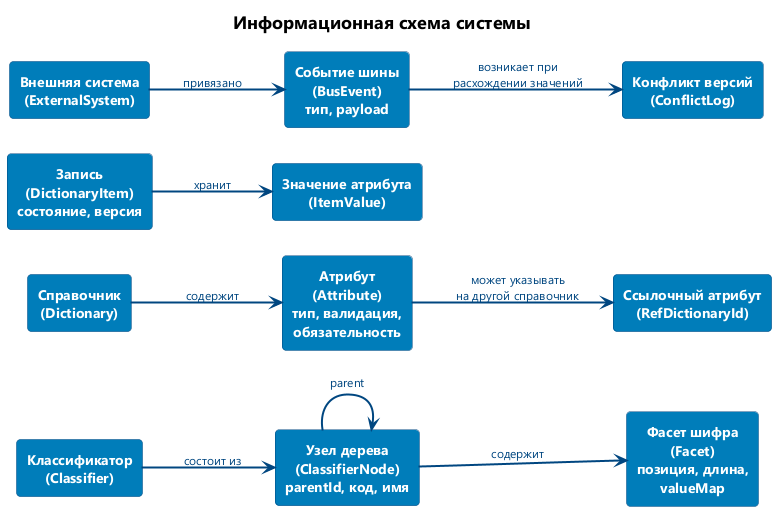 Информационная схема системы
Внешняя система
(ExternalSystem)
привязано
Событие шины
(BusEvent)
тип, payload
возникает при
расхождении значений
Конфликт версий
(ConflictLog)
Запись
(DictionaryItem)
состояние, версия
хранит
Значение атрибута
(ItemValue)
Справочник
(Dictionary)
содержит
Атрибут
(Attribute)
тип, валидация,
обязательность
может указывать
на другой справочник
Ссылочный атрибут
(RefDictionaryId)
Классификатор
(Classifier)
состоит из
parent
Узел дерева
(ClassifierNode)
parentId, код, имя
содержит
Фасет шифра
(Facet)
позиция, длина,
valueMap